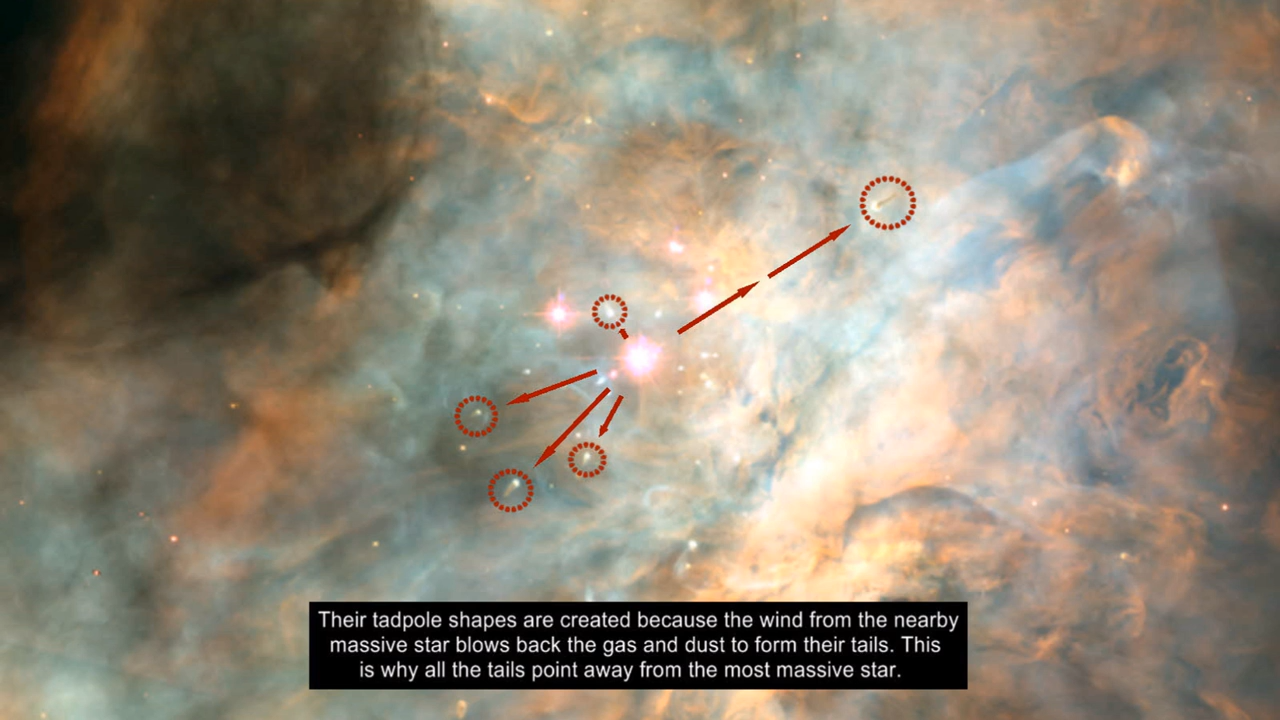 Their tadpole shapes are created because the wind from the nearby
massive star blows back the gas and dust to form their tails. This
is why all the tails point away from the most massive star.